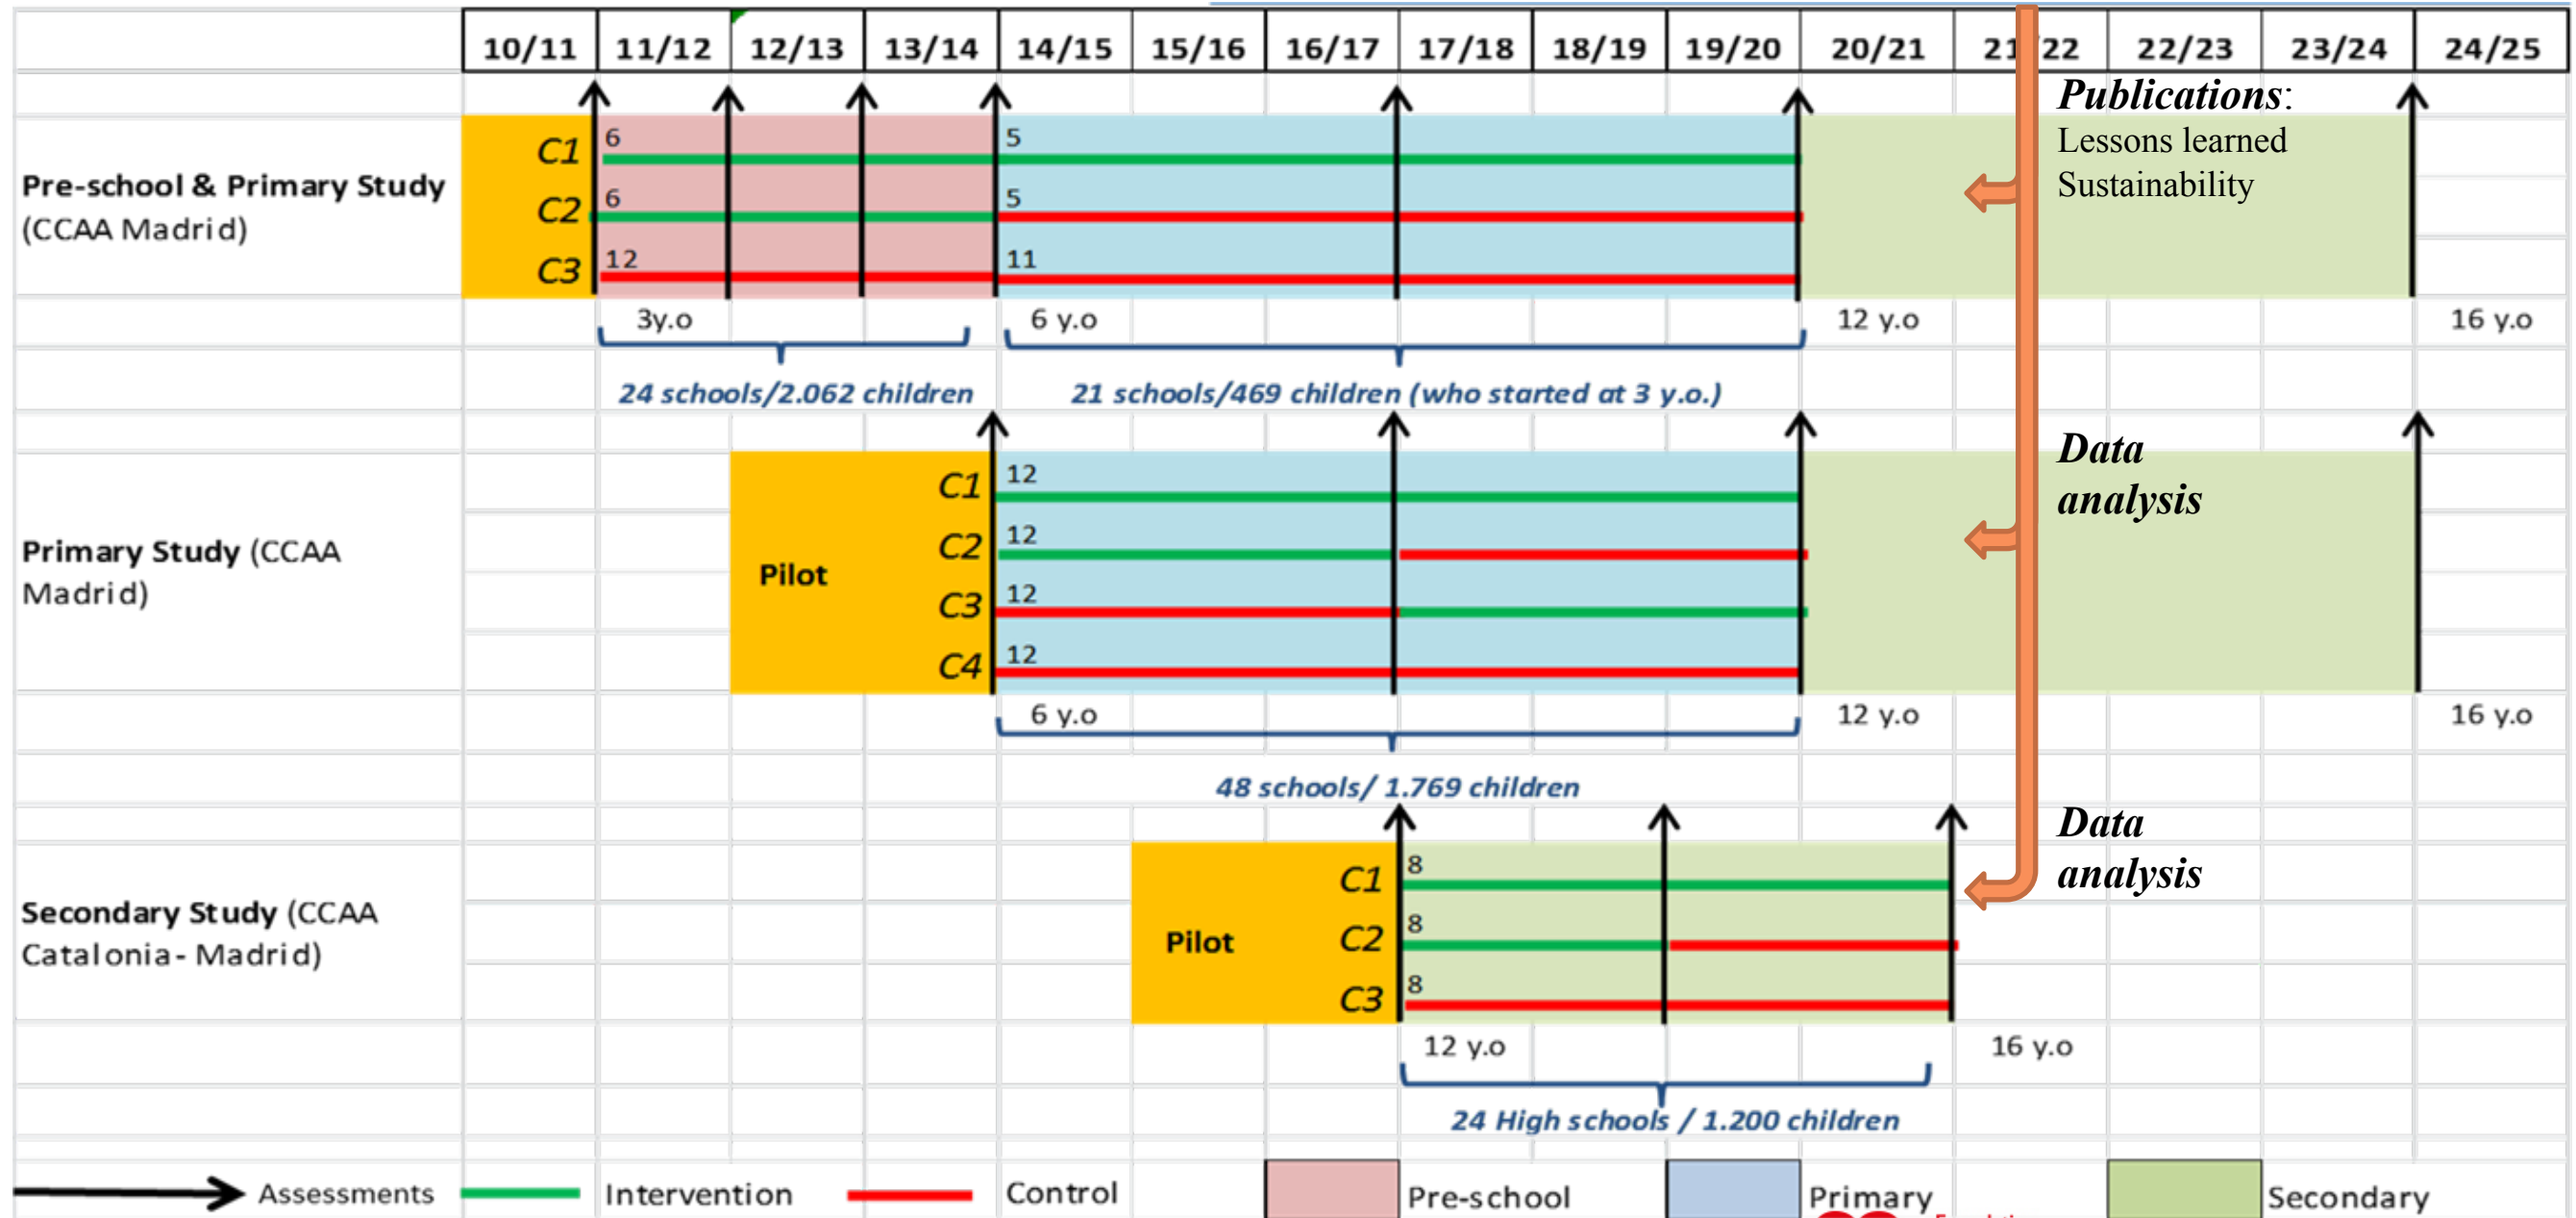 10/11 11/12 12/13 13/14 14/15 15/16 16/17 17/18 18/19 19/20 20/21 21/22 22/23 23/24 24/25
Pre-school & Primary Study
(CCAA Madrid)
C1 6 5
C2 6 5
C3 12 11
Publications:
Lessons learned
Sustainability
3y.o 6 y.o 12 y.o 16 y.o
24 schools/2.062 children 21 schools/469 children (who started at 3 y.o.)
Primary Study (CCAA
Madrid)
Pilot
C1 12
C2 12
C3 12
C4 12
Data
analysis
6 y.o 12 y.o 16 y.o
48 schools/ 1.769 children
Secondary Study (CCAA
Catalonia- Madrid)
Pilot
C1 8
C2 8
C3 8
Data
analysis
12 y.o 16 y.o
24 High schools / 1.200 children
Assessments Intervention Control Pre-school Primary Secondary